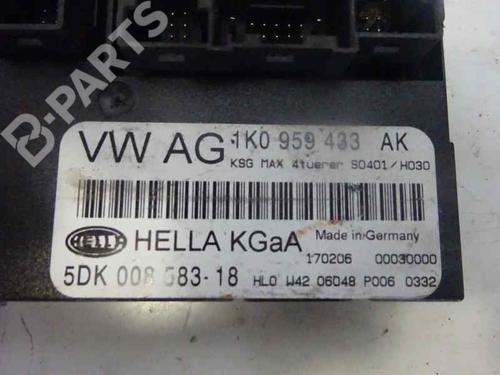 B-PARTS
VW AG 1K0 959 433 AK
KSG MAX 4tuerer S0401/H030
HELLA HELLA KGaA Made in Germany
170206 00030000
5DK 008 583-18 HL0 W42 06048 P006 0332